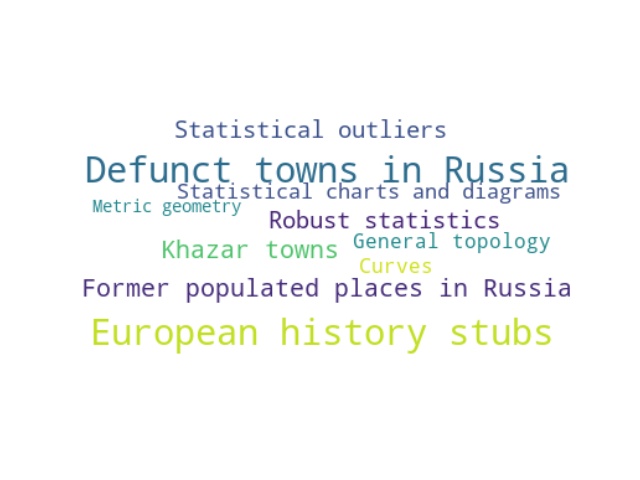 Statistical outliers
Defunct towns in Russia
Statistical charts and diagrams
Metric geometry
Robust statistics
General topology
Khazar towns
Curves
Former populated places in Russia
European history stubs